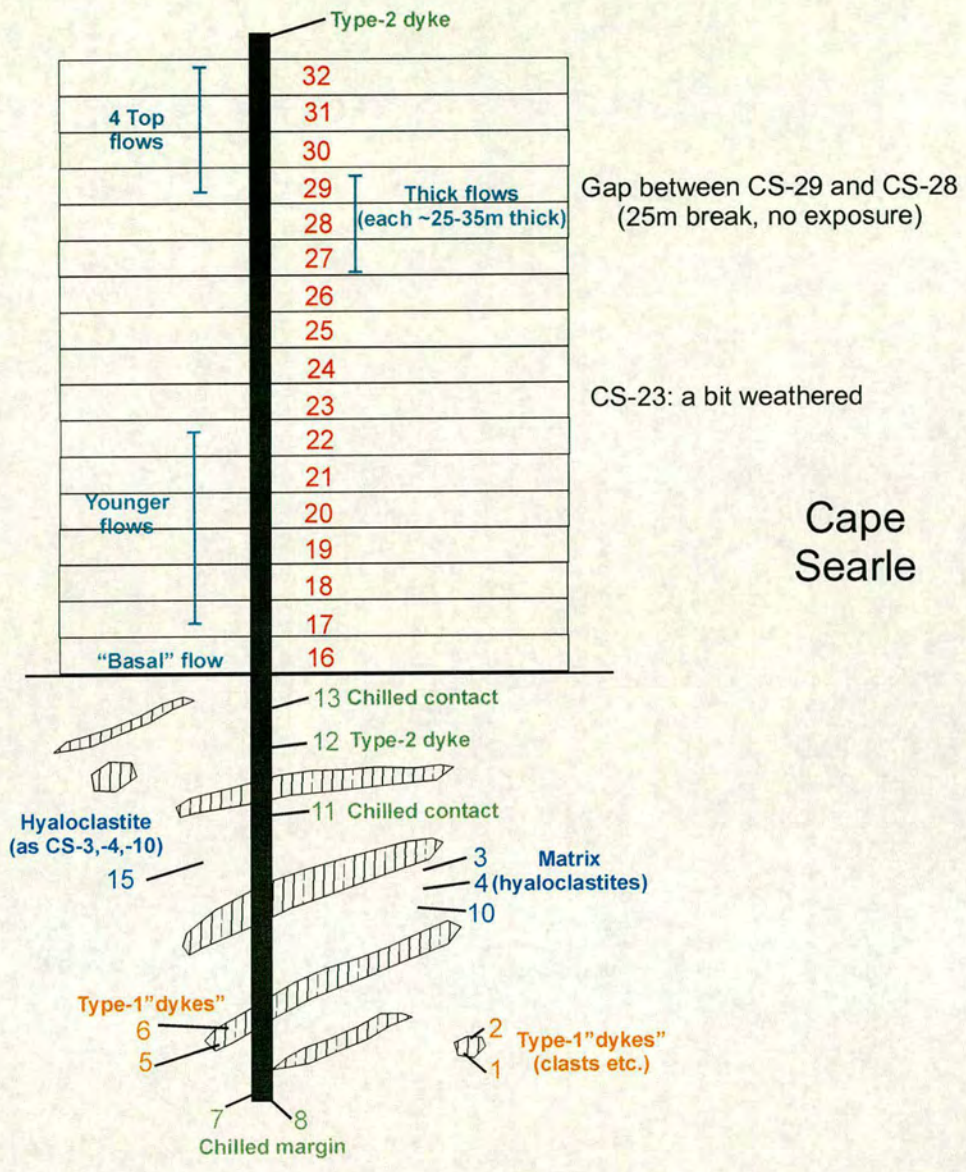 Type-2 dyke
32
31
4 Top
flows
30
29
Thick flows
(each ~25-35m thick)
Gap between CS-29 and CS-28
(25m break, no exposure)
28
27
26
25
24
23
CS-23: a bit weathered
22
21
Younger
flows
20
19
18
17
Cape
Searle
"Basal" flow
16
13 Chilled contact
12 Type-2 dyke
11 Chilled contact
Hyaloclastite
(as CS-3,-4,-10)
15
3
4
10
Matrix
(hyaloclastites)
Type-1"dykes"
6
5
2
1
Type-1"dykes"
(clasts etc.)
7
8
Chilled margin